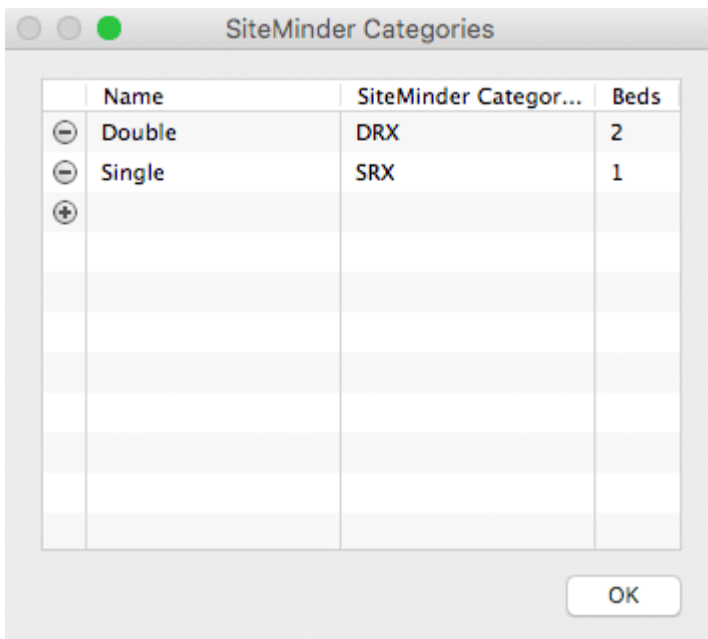 SiteMinder Categories
Name SiteMinder Categor... Beds
Double DRX 2
Single SRX 1
OK